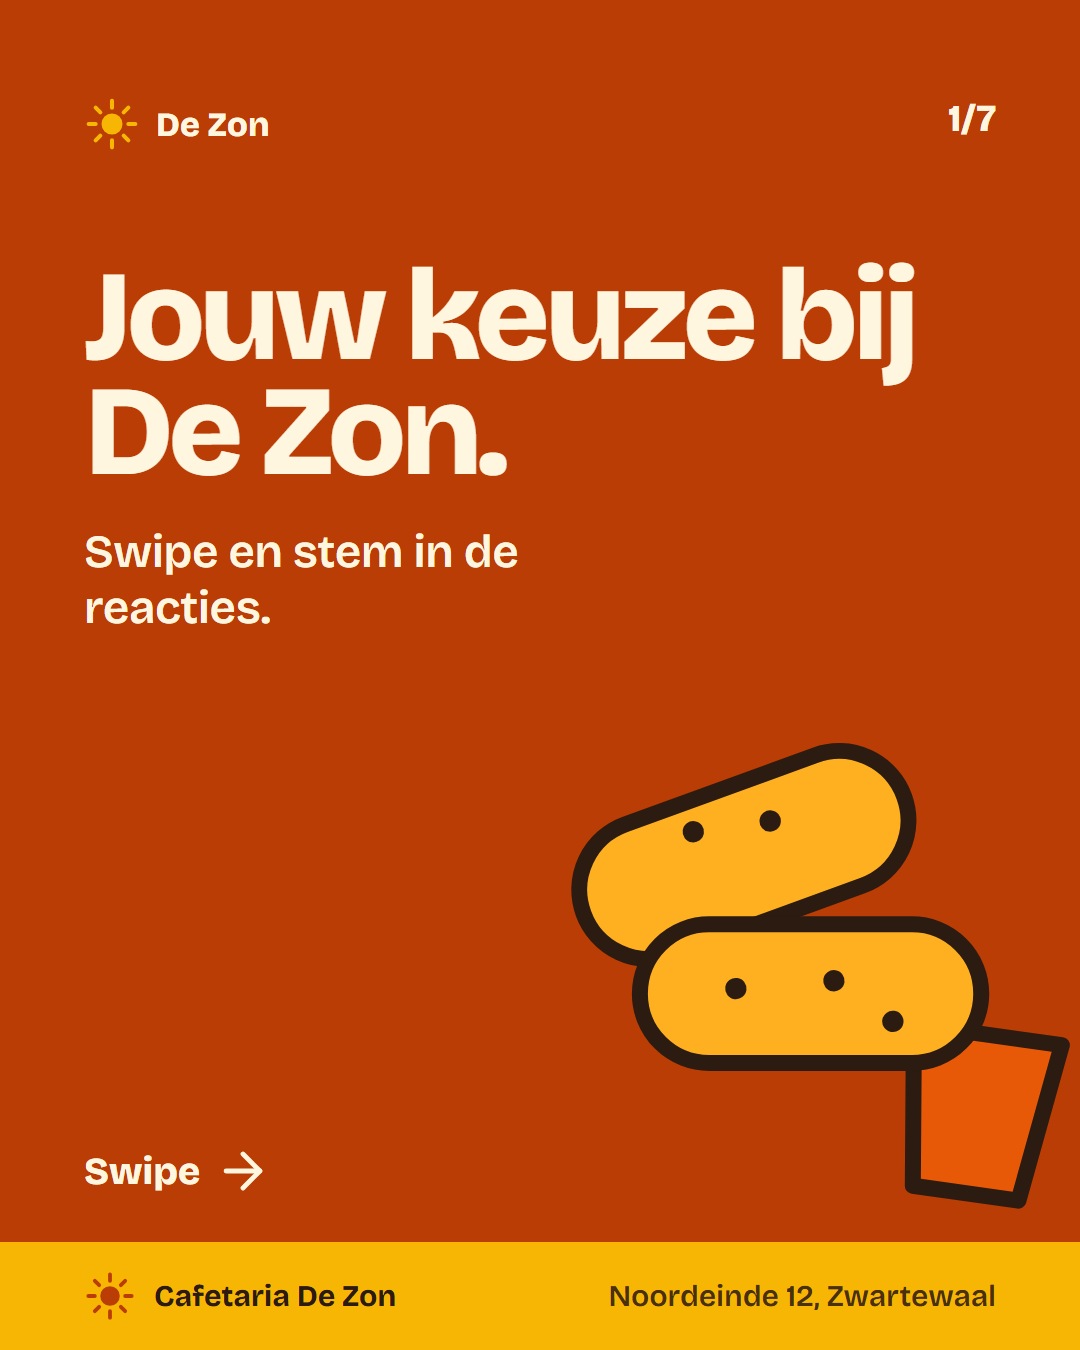 De Zon
1/7
Jouw keuze bij
De Zon.
Swipe en stem in de
reacties.
Swipe
Cafetaria De Zon
Noordeinde 12, Zwartewaal